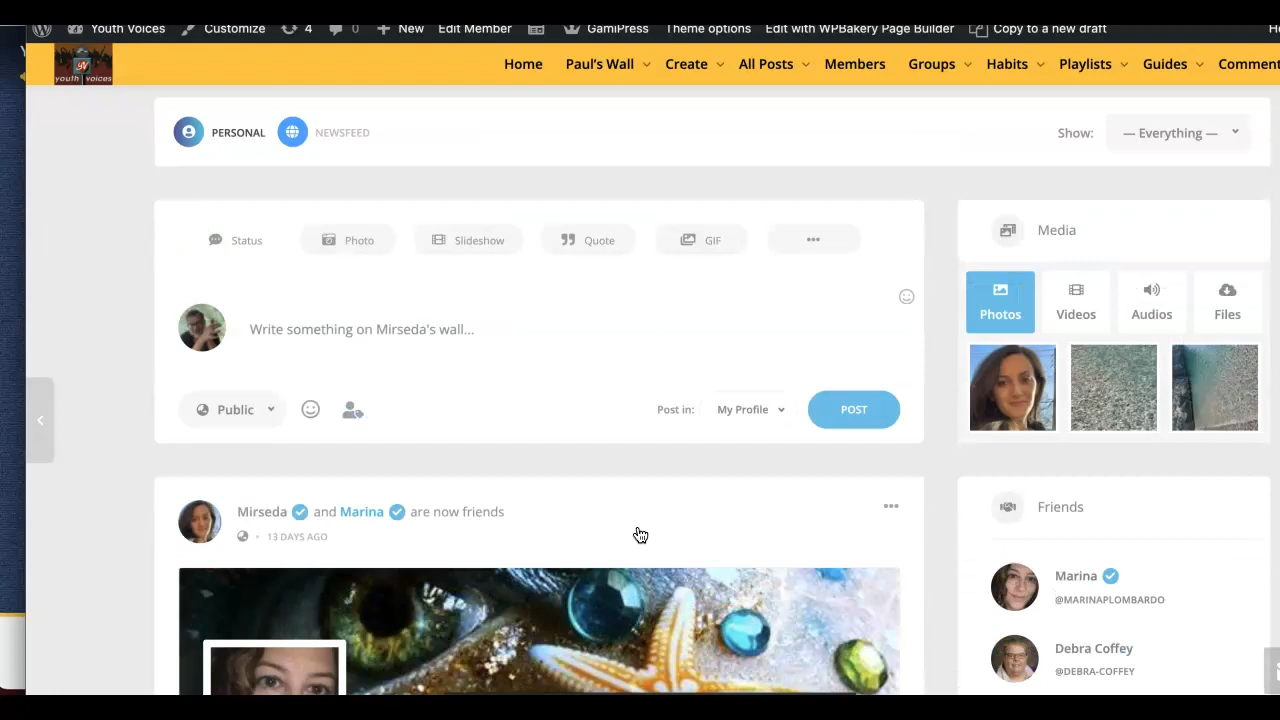 Youth Voices Customize 4 0 New Edit Member GamiPress Theme options Edit with WPBakery Page Builder Copy to a new draft
youth voices
Home Paul's Wall Create All Posts Members Groups Habits Playlists Guides Comment
PERSONAL NEWSFEED Show: — Everything —
Status Photo Slideshow Quote GIF
Media
Photos Videos Audios Files
Write something on Mirseda's wall...
Public Post in: My Profile POST
Mirseda and Marina are now friends
13 DAYS AGO
Friends
Marina
@MARINAPLOMBARDO
Debra Coffey
@DEBRA-COFFEY